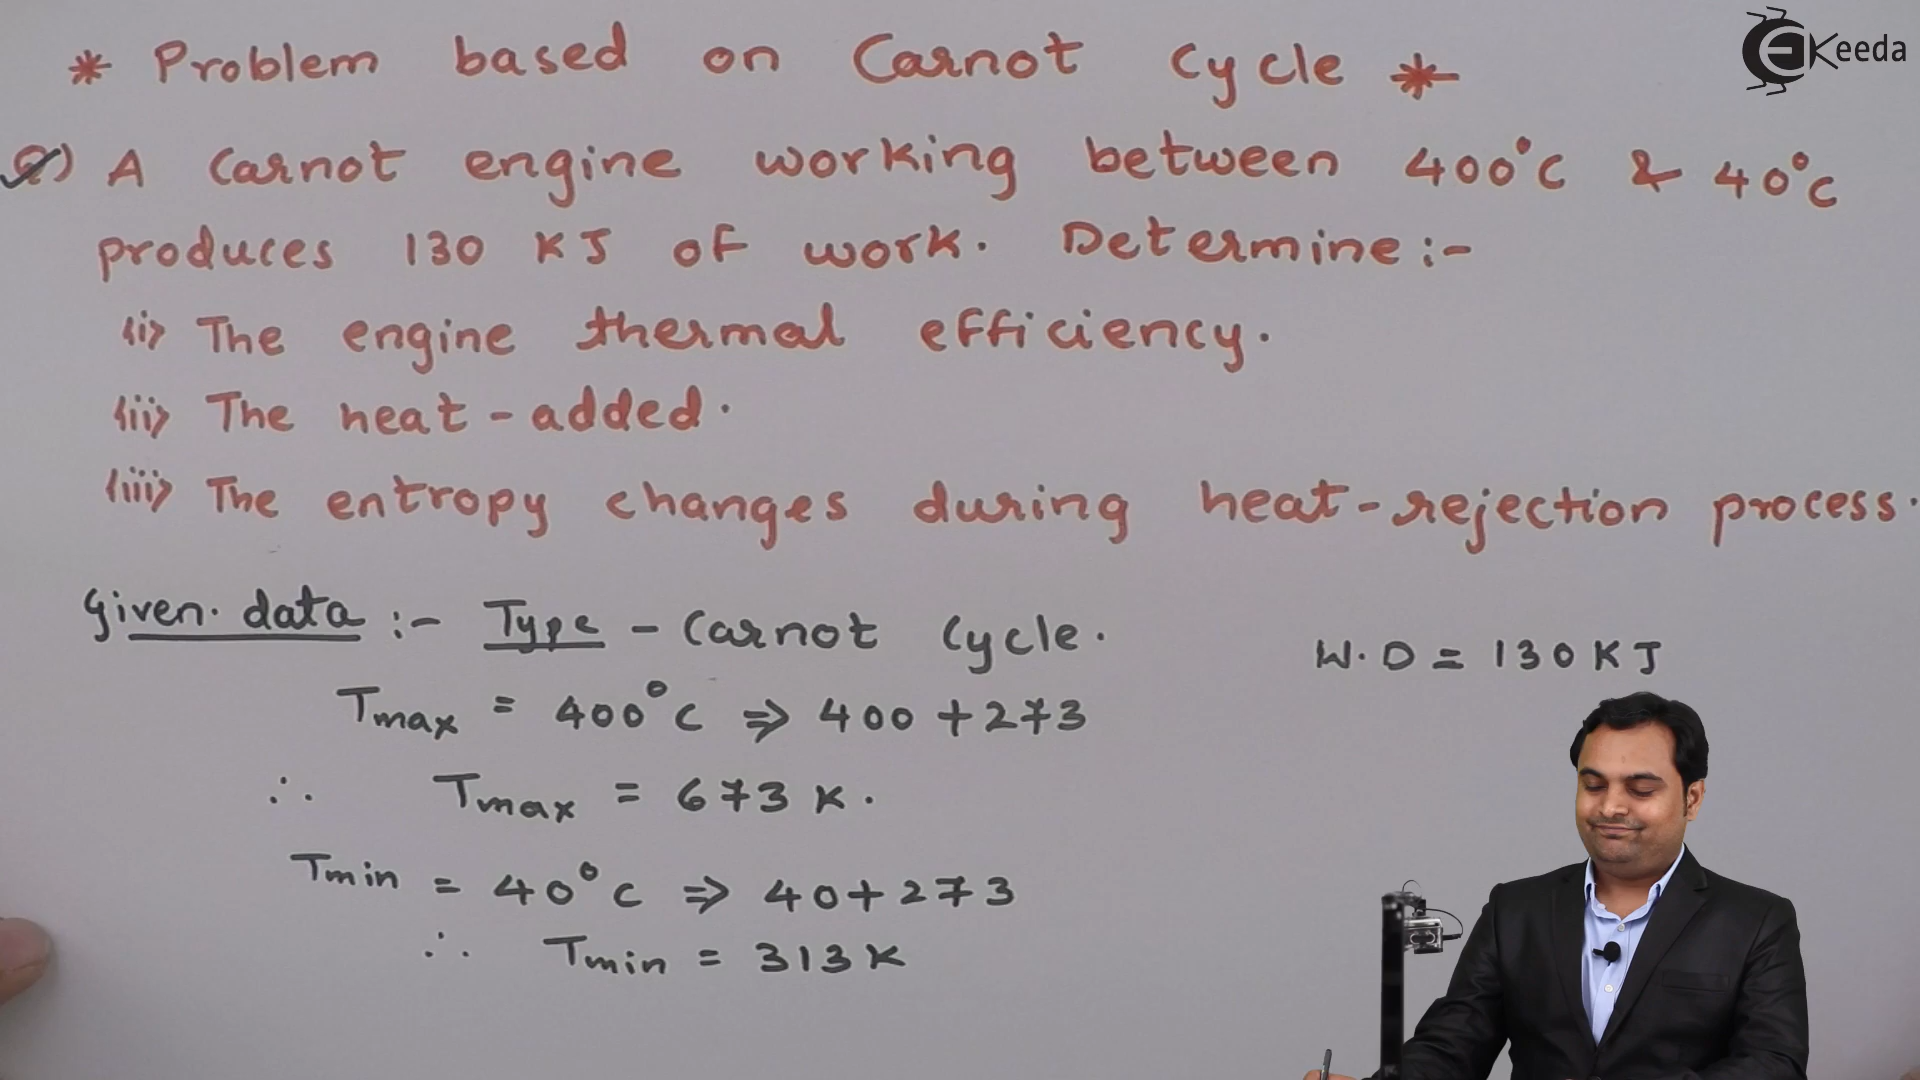 * Problem based on Carnot Cycle *
EKeeda
Q) A Carnot engine working between 400°C & 40°C
produces 130 KJ of work. Determine:-
(i) The engine thermal efficiency.
(ii) The heat-added.
(iii) The entropy changes during heat-rejection process.
Given data :- Type - Carnot Cycle.
W.D = 130 KJ
Tmax = 400°C ⇒ 400 + 273
∴ Tmax = 673 K.
Tmin = 40°C ⇒ 40 + 273
∴ Tmin = 313 K